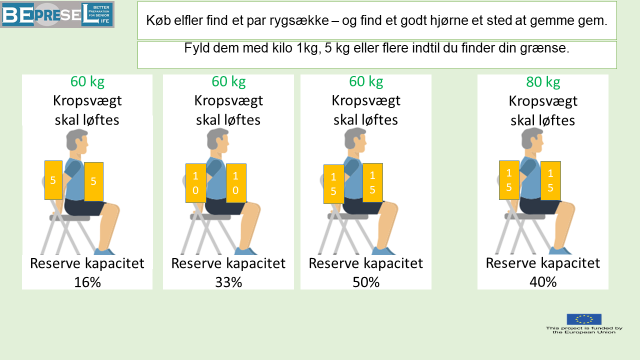 BEPRESEL
BETTER
PREPARATION
FOR SENIOR
LIFE
Køb elfler find et par rygsække – og find et godt hjørne et sted at gemme gem.
Fyld dem med kilo 1kg, 5 kg eller flere indtil du finder din grænse.
60 kg
Kropsvægt
skal løftes
5 5
Reserve kapacitet
16%
60 kg
Kropsvægt
skal løftes
10 10
Reserve kapacitet
33%
60 kg
Kropsvægt
skal løftes
15 15
Reserve kapacitet
50%
80 kg
Kropsvægt
skal løftes
15 15
Reserve kapacitet
40%
This project is funded by
the European Union